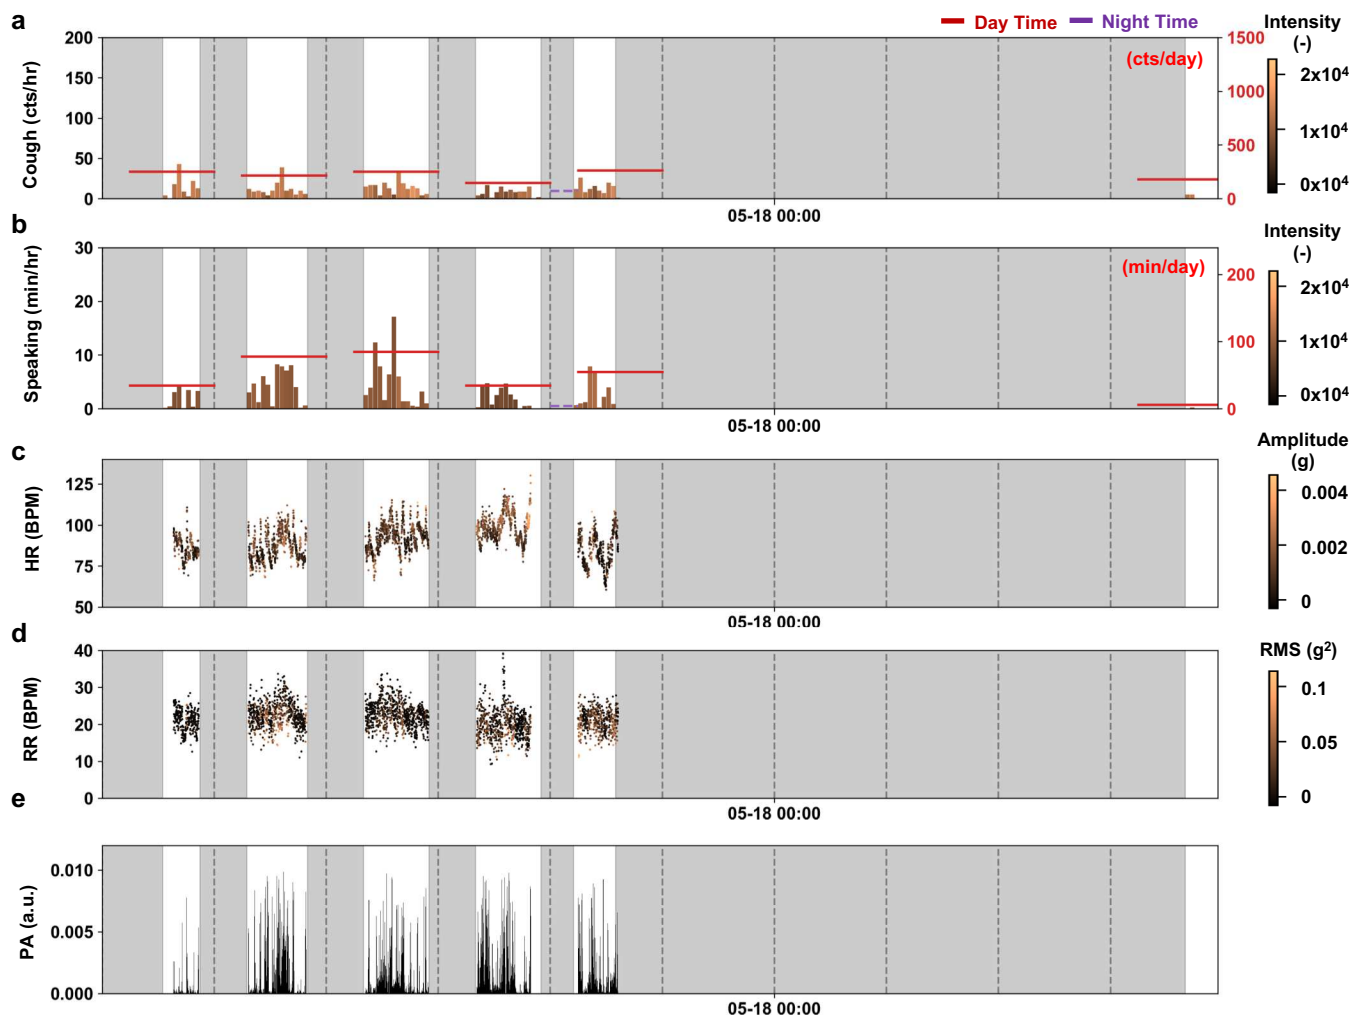 a
Day Time
Night Time
Intensity
(-)
200
150
100
50
0
Cough (cts/hr)
(cts/day)
1500
1000
500
0
2x10⁴
1x10⁴
0x10⁴
05-18 00:00
b
Intensity
(-)
30
20
10
0
Speaking (min/hr)
(min/day)
200
100
0
2x10⁴
1x10⁴
0x10⁴
05-18 00:00
c
Amplitude
(g)
125
100
75
50
HR (BPM)
0.004
0.002
0
05-18 00:00
d
RMS (g²)
40
30
20
10
0
RR (BPM)
0.1
0.05
0
05-18 00:00
e
0.010
0.005
0.000
PA (a.u.)
05-18 00:00